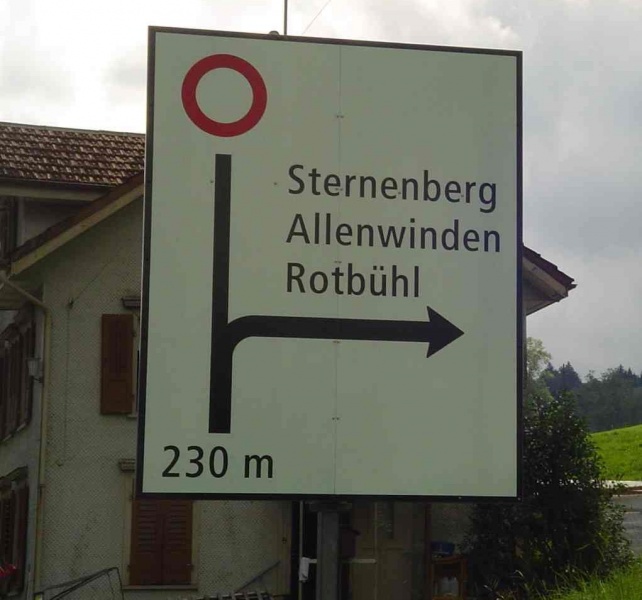 Sternenberg
Allenwinden
Rotbühl
230 m